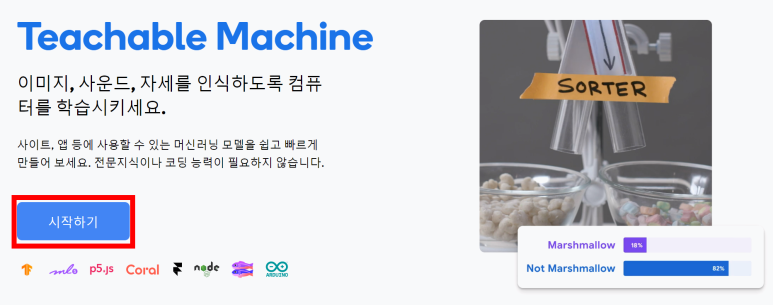 Teachable Machine
이미지, 사운드, 자세를 인식하도록 컴퓨
터를 학습시키세요.
사이트, 앱 등에 사용할 수 있는 머신러닝 모델을 쉽고 빠르게
만들어 보세요. 전문지식이나 코딩 능력이 필요하지 않습니다.
시작하기
ml5 p5.js Coral node ARDUINO
SORTER
Marshmallow 18%
Not Marshmallow 82%